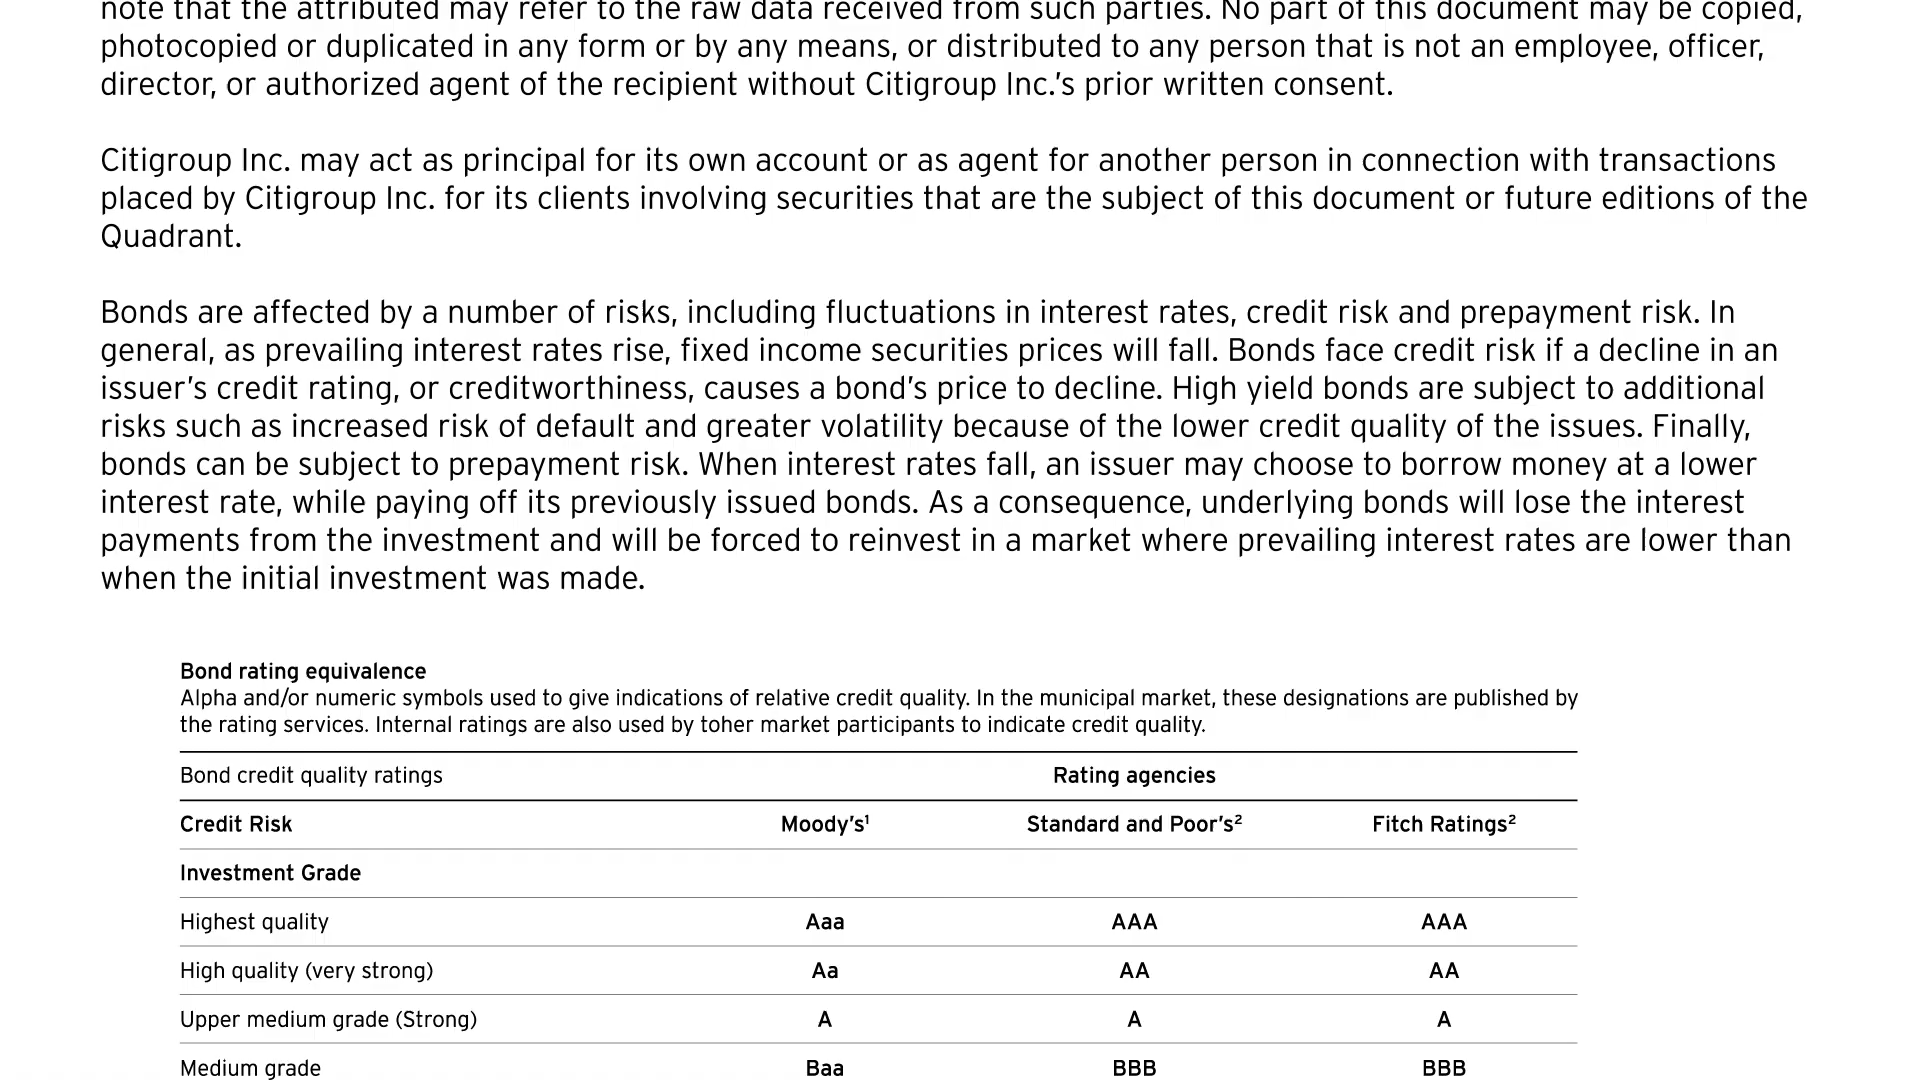 note that the attributed may refer to the raw data received from such parties. No part of this document may be copied,
photocopied or duplicated in any form or by any means, or distributed to any person that is not an employee, officer,
director, or authorized agent of the recipient without Citigroup Inc.’s prior written consent.
Citigroup Inc. may act as principal for its own account or as agent for another person in connection with transactions
placed by Citigroup Inc. for its clients involving securities that are the subject of this document or future editions of the
Quadrant.
Bonds are affected by a number of risks, including fluctuations in interest rates, credit risk and prepayment risk. In
general, as prevailing interest rates rise, fixed income securities prices will fall. Bonds face credit risk if a decline in an
issuer’s credit rating, or creditworthiness, causes a bond’s price to decline. High yield bonds are subject to additional
risks such as increased risk of default and greater volatility because of the lower credit quality of the issues. Finally,
bonds can be subject to prepayment risk. When interest rates fall, an issuer may choose to borrow money at a lower
interest rate, while paying off its previously issued bonds. As a consequence, underlying bonds will lose the interest
payments from the investment and will be forced to reinvest in a market where prevailing interest rates are lower than
when the initial investment was made.
Bond rating equivalence
Alpha and/or numeric symbols used to give indications of relative credit quality. In the municipal market, these designations are published by
the rating services. Internal ratings are also used by toher market participants to indicate credit quality.
Bond credit quality ratings Rating agencies
Credit Risk Moody’s¹ Standard and Poor’s² Fitch Ratings²
Investment Grade
Highest quality Aaa AAA AAA
High quality (very strong) Aa AA AA
Upper medium grade (Strong) A A A
Medium grade Baa BBB BBB